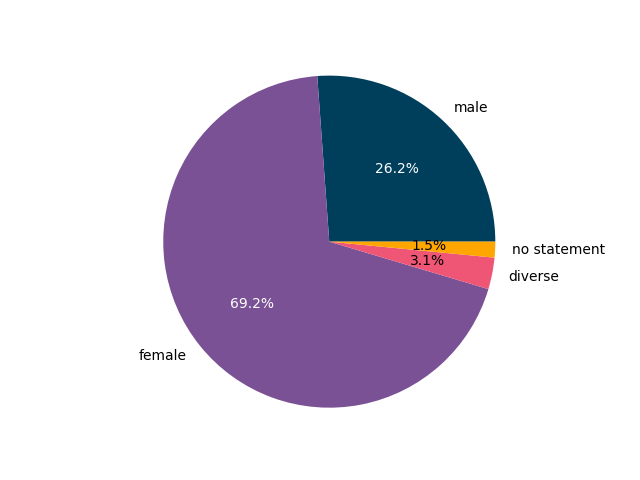 male
26.2%
1.5%
no statement
3.1%
diverse
69.2%
female